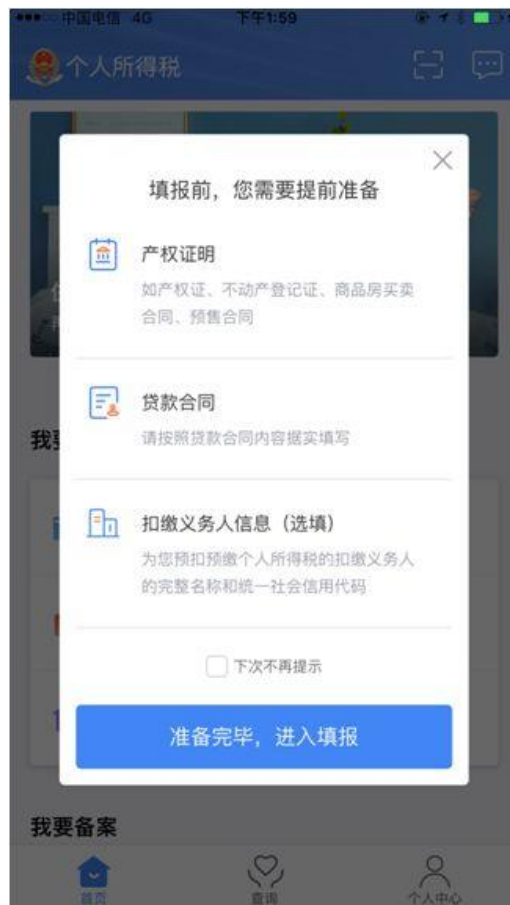 中国电信 4G 下午1:59
个人所得税
填报前，您需要提前准备
产权证明
如产权证、不动产登记证、商品房买卖
合同、预售合同
贷款合同
请按照贷款合同内容据实填写
扣缴义务人信息（选填）
为您预扣预缴个人所得税的扣缴义务人
的完整名称和统一社会信用代码
下次不再提示
准备完毕，进入填报
我要备案
首页 查询 个人中心